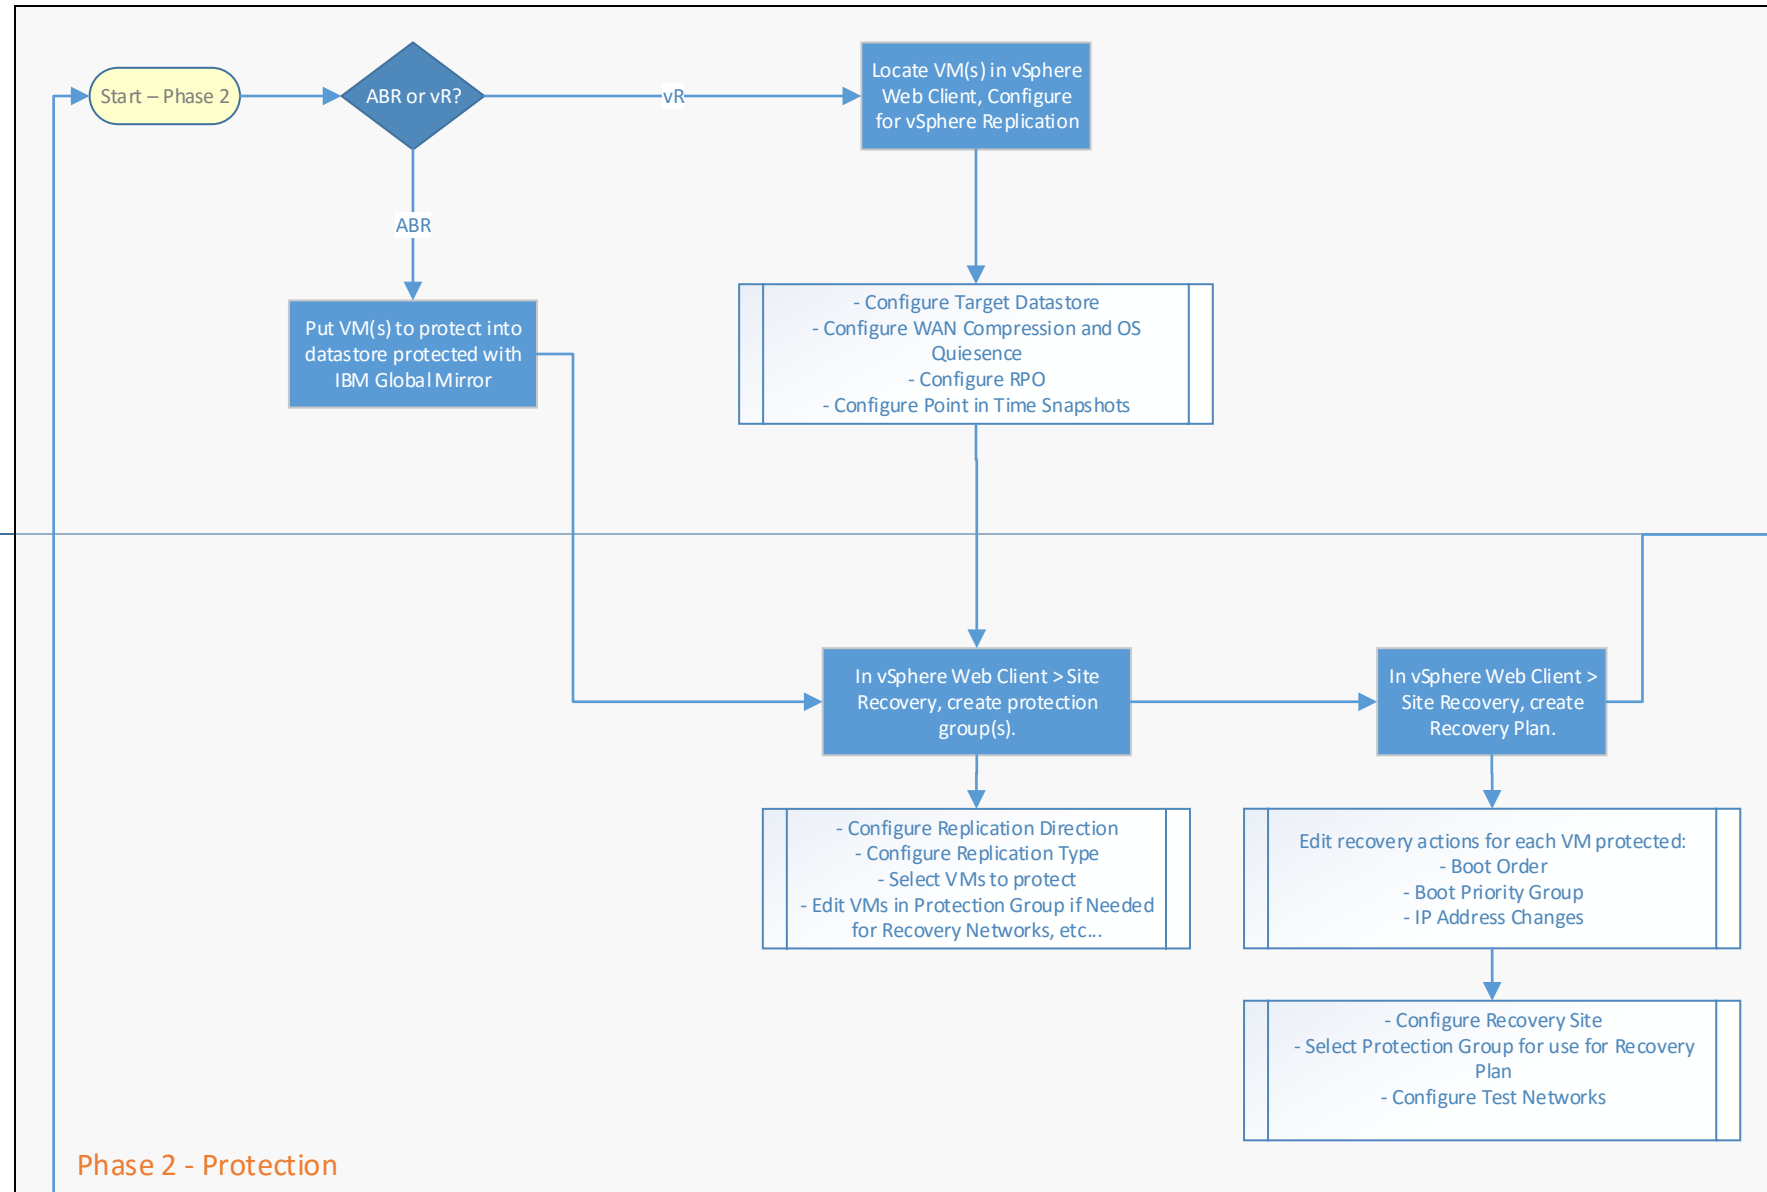 Start – Phase 2
ABR or vR?
vR
Locate VM(s) in vSphere
Web Client, Configure
for vSphere Replication
ABR
Put VM(s) to protect into
datastore protected with
IBM Global Mirror
- Configure Target Datastore
- Configure WAN Compression and OS
Quiesence
- Configure RPO
- Configure Point in Time Snapshots
In vSphere Web Client > Site
Recovery, create protection
group(s).
In vSphere Web Client >
Site Recovery, create
Recovery Plan.
- Configure Replication Direction
- Configure Replication Type
- Select VMs to protect
- Edit VMs in Protection Group if Needed
for Recovery Networks, etc...
Edit recovery actions for each VM protected:
- Boot Order
- Boot Priority Group
- IP Address Changes
- Configure Recovery Site
- Select Protection Group for use for Recovery
Plan
- Configure Test Networks
Phase 2 - Protection